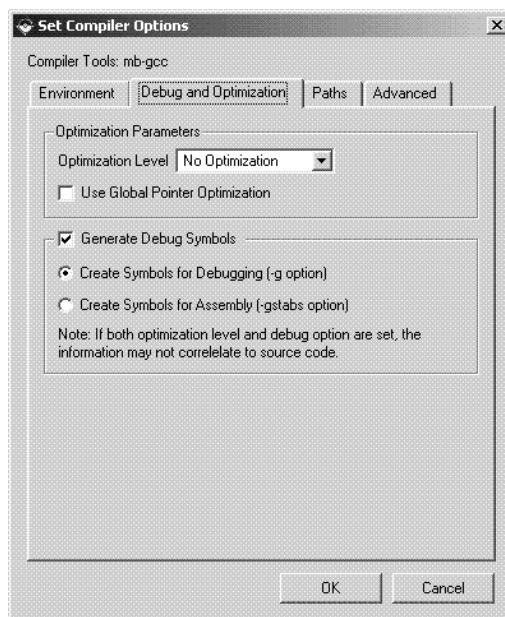 Set Compiler Options
Compiler Tools: mb-gcc
Environment Debug and Optimization Paths Advanced
Optimization Parameters
Optimization Level No Optimization
Use Global Pointer Optimization
Generate Debug Symbols
Create Symbols for Debugging (-g option)
Create Symbols for Assembly (-gstabs option)
Note: If both optimization level and debug option are set, the
information may not correlelate to source code.
OK Cancel